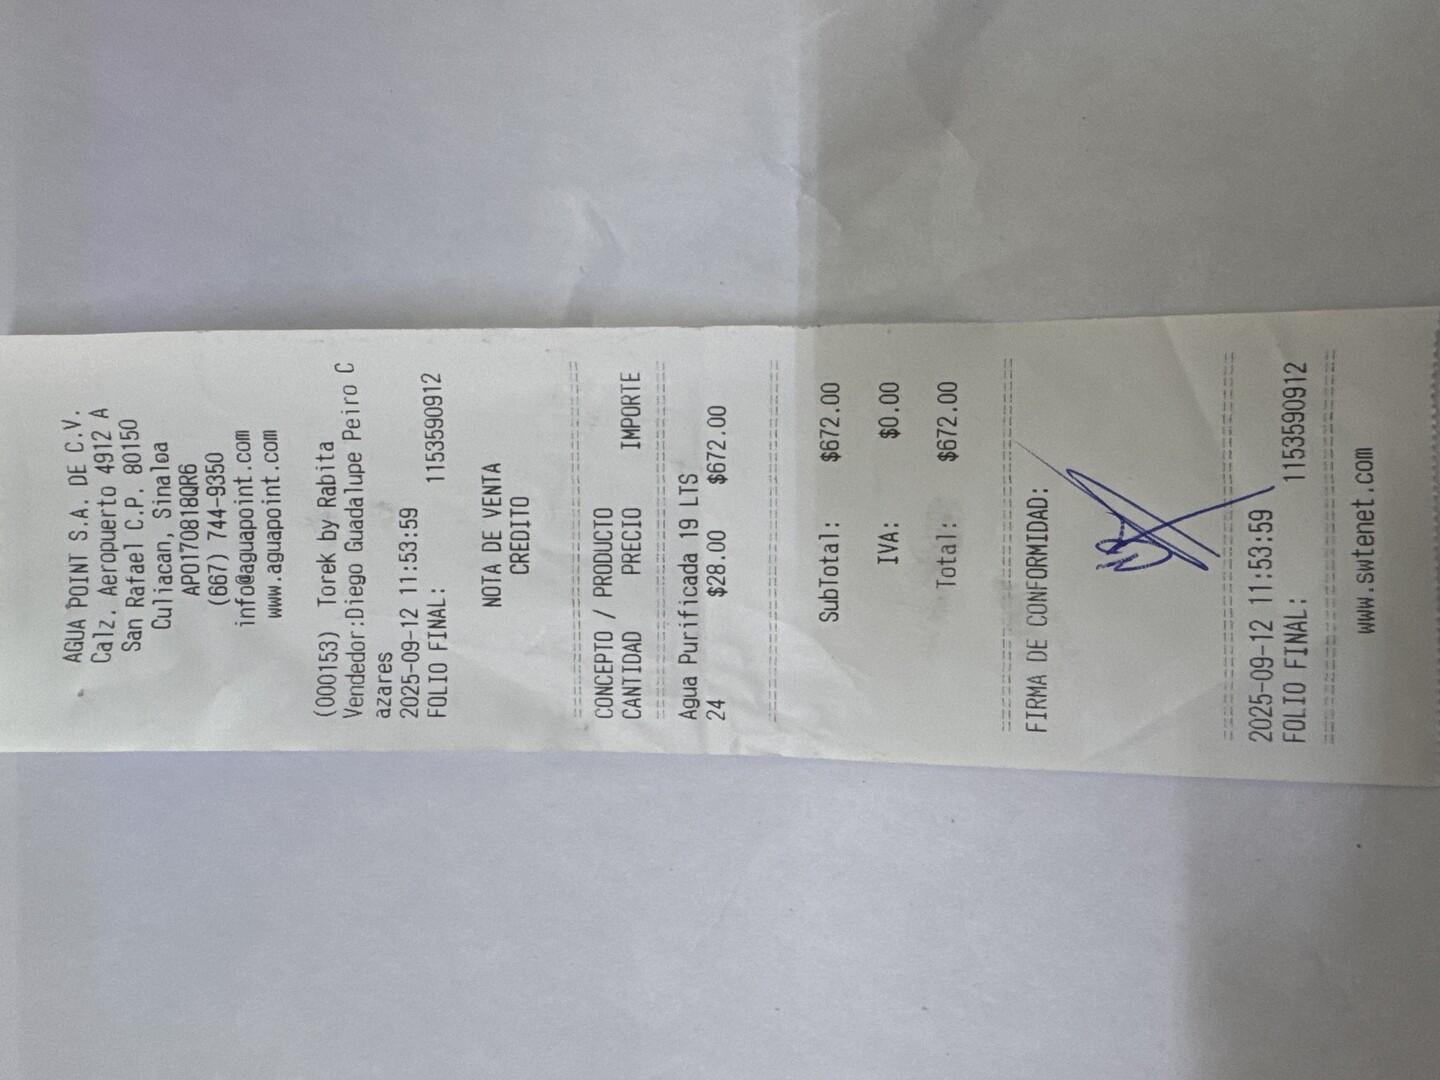 AGUA POINT S.A. DE C.V.
Calz. Aeropuerto 4912 A
San Rafael C.P. 80150
Culiacan, Sinaloa
APO170818QR6
(667) 744-9350
info@aguapoint.com
www.aguapoint.com
(000153) Torek by Rabita
Vendedor:Diego Guadalupe Peiro C
azares
2025-09-12 11:53:59
FOLIO FINAL: 1153590912
NOTA DE VENTA
CREDITO
================================
CONCEPTO / PRODUCTO
CANTIDAD PRECIO IMPORTE
================================
Agua Purificada 19 LTS
24 $28.00 $672.00
================================
SubTotal: $672.00
IVA: $0.00
Total: $672.00
================================
FIRMA DE CONFORMIDAD:
================================
2025-09-12 11:53:59
FOLIO FINAL: 1153590912
================================
www.swtenet.com